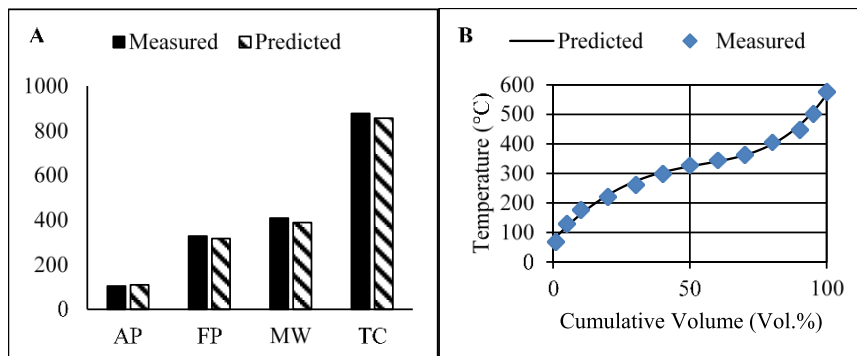 A
Measured Predicted
1000
800
600
400
200
0
AP FP MW TC
B
Predicted Measured
Temperature (°C)
600
500
400
300
200
100
0
0 50 100
Cumulative Volume (Vol.%)